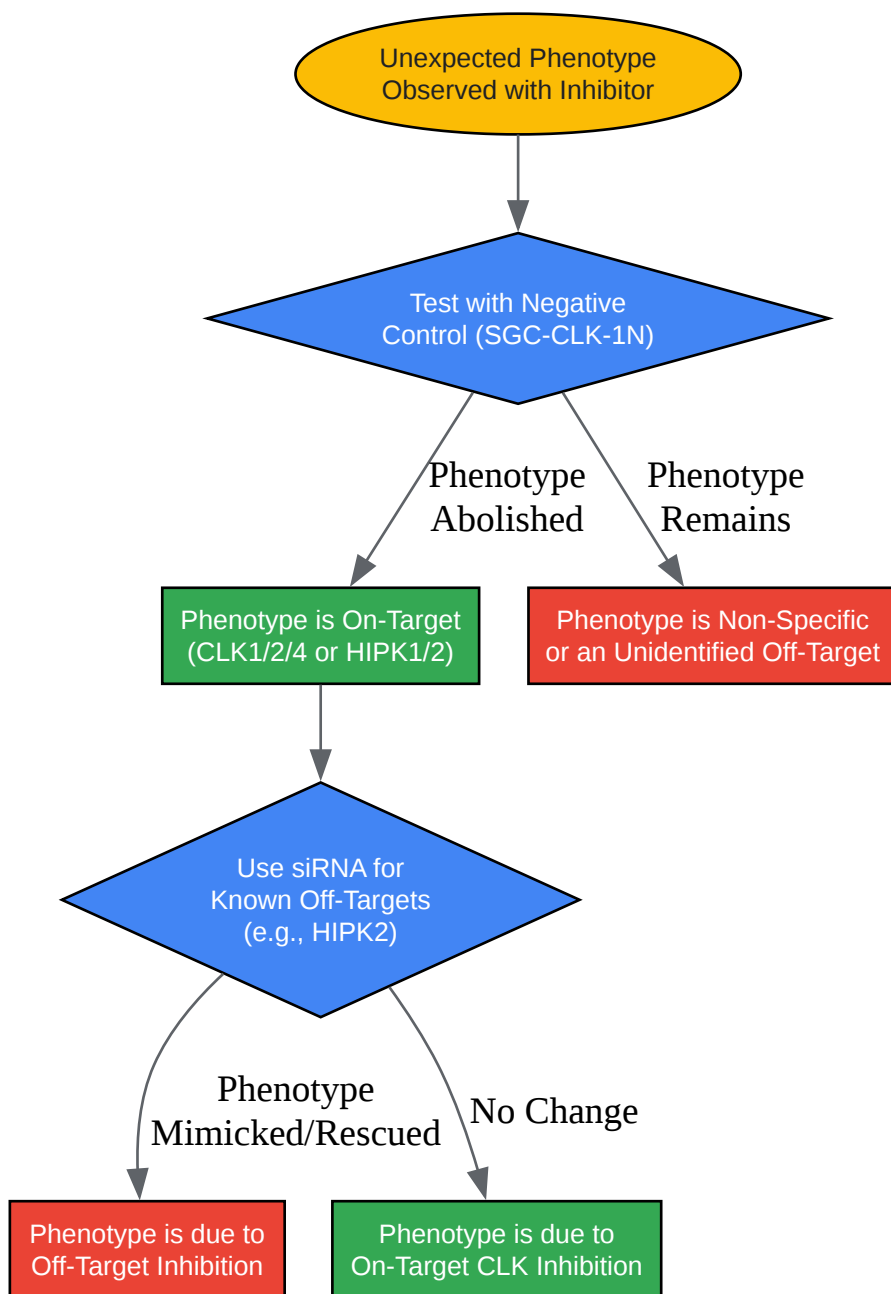 Unexpected Phenotype
Observed with Inhibitor
Test with Negative
Control (SGC-CLK-1N)
Phenotype
Abolished
Phenotype
Remains
Phenotype is On-Target
(CLK1/2/4 or HIPK1/2)
Phenotype is Non-Specific
or an Unidentified Off-Target
Use siRNA for
Known Off-Targets
(e.g., HIPK2)
Phenotype
Mimicked/Rescued
No Change
Phenotype is due to
Off-Target Inhibition
Phenotype is due to
On-Target CLK Inhibition